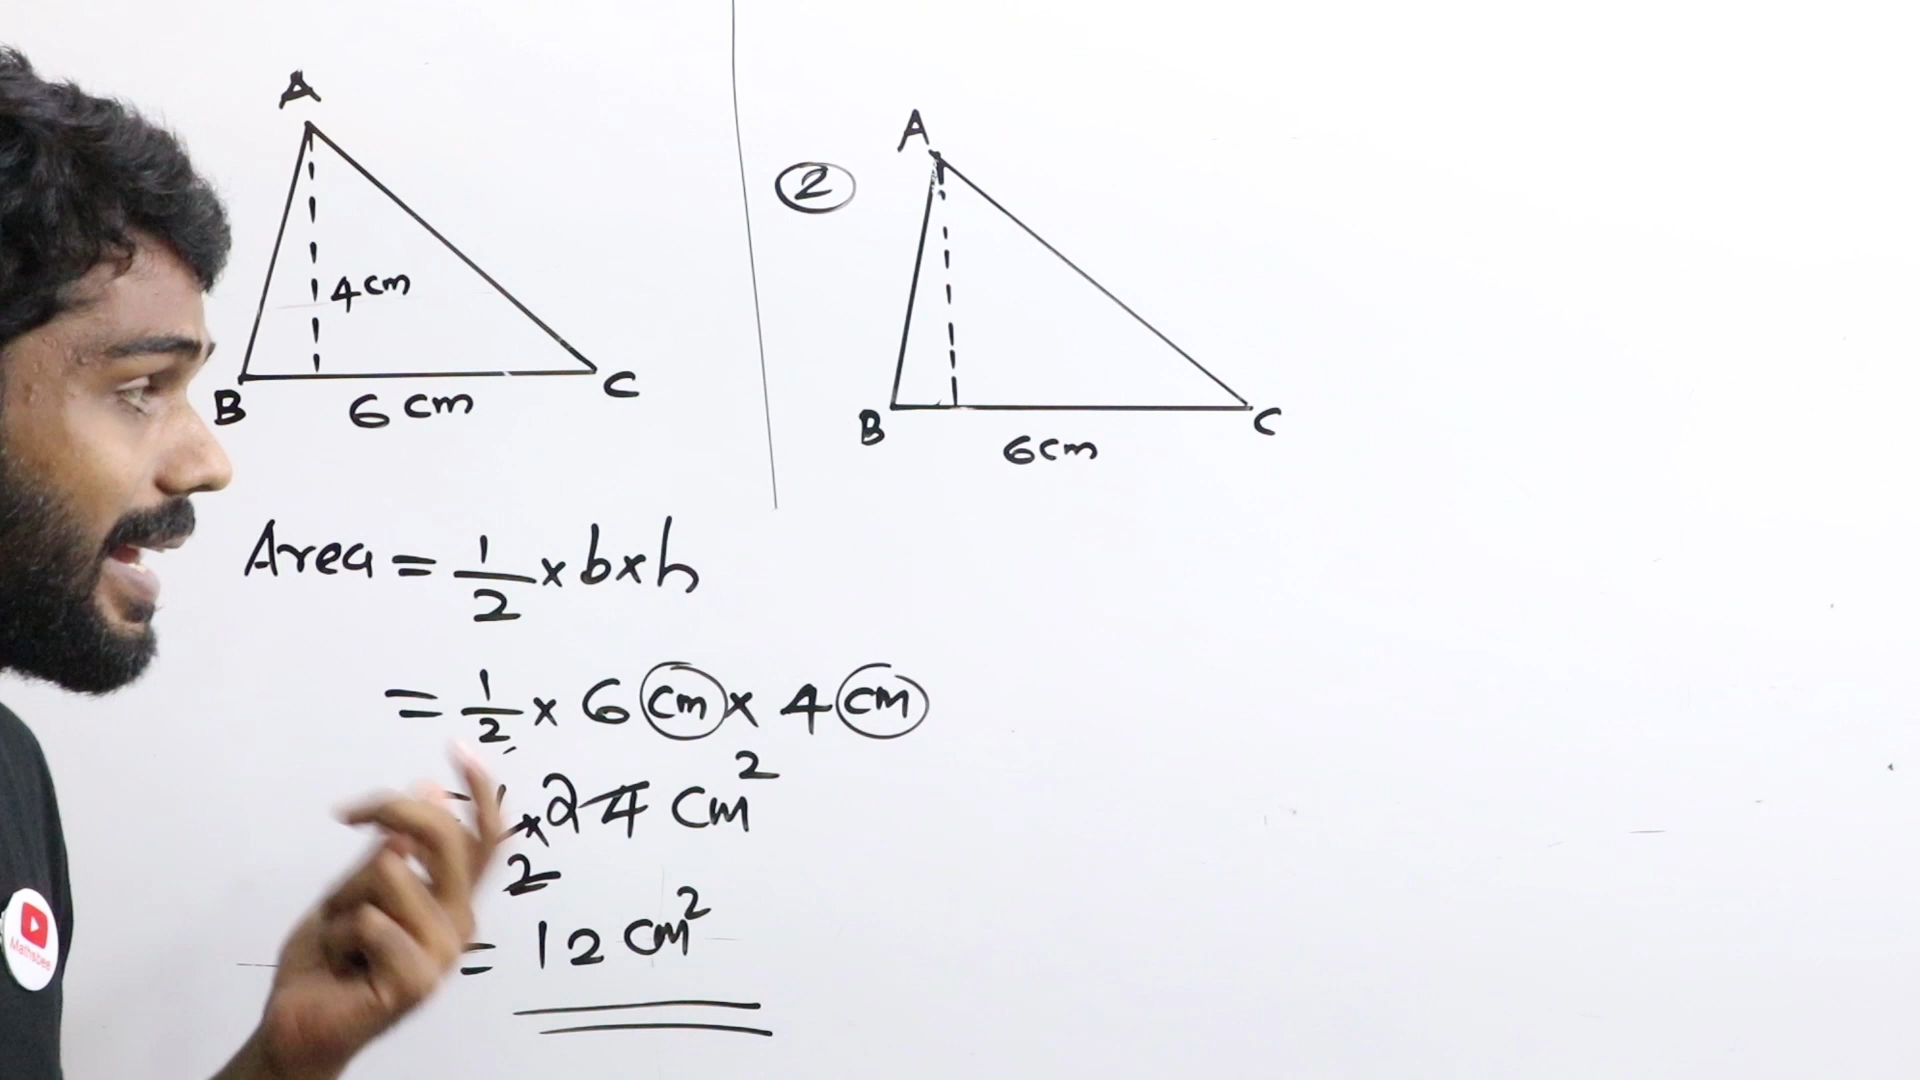 A
4cm
B
6 cm
C
2
A
B
6cm
C
Area = 1/2 × b × h
= 1/2 × 6 cm × 4 cm
× 24 cm²
2
= 12 cm²
Mathsbee